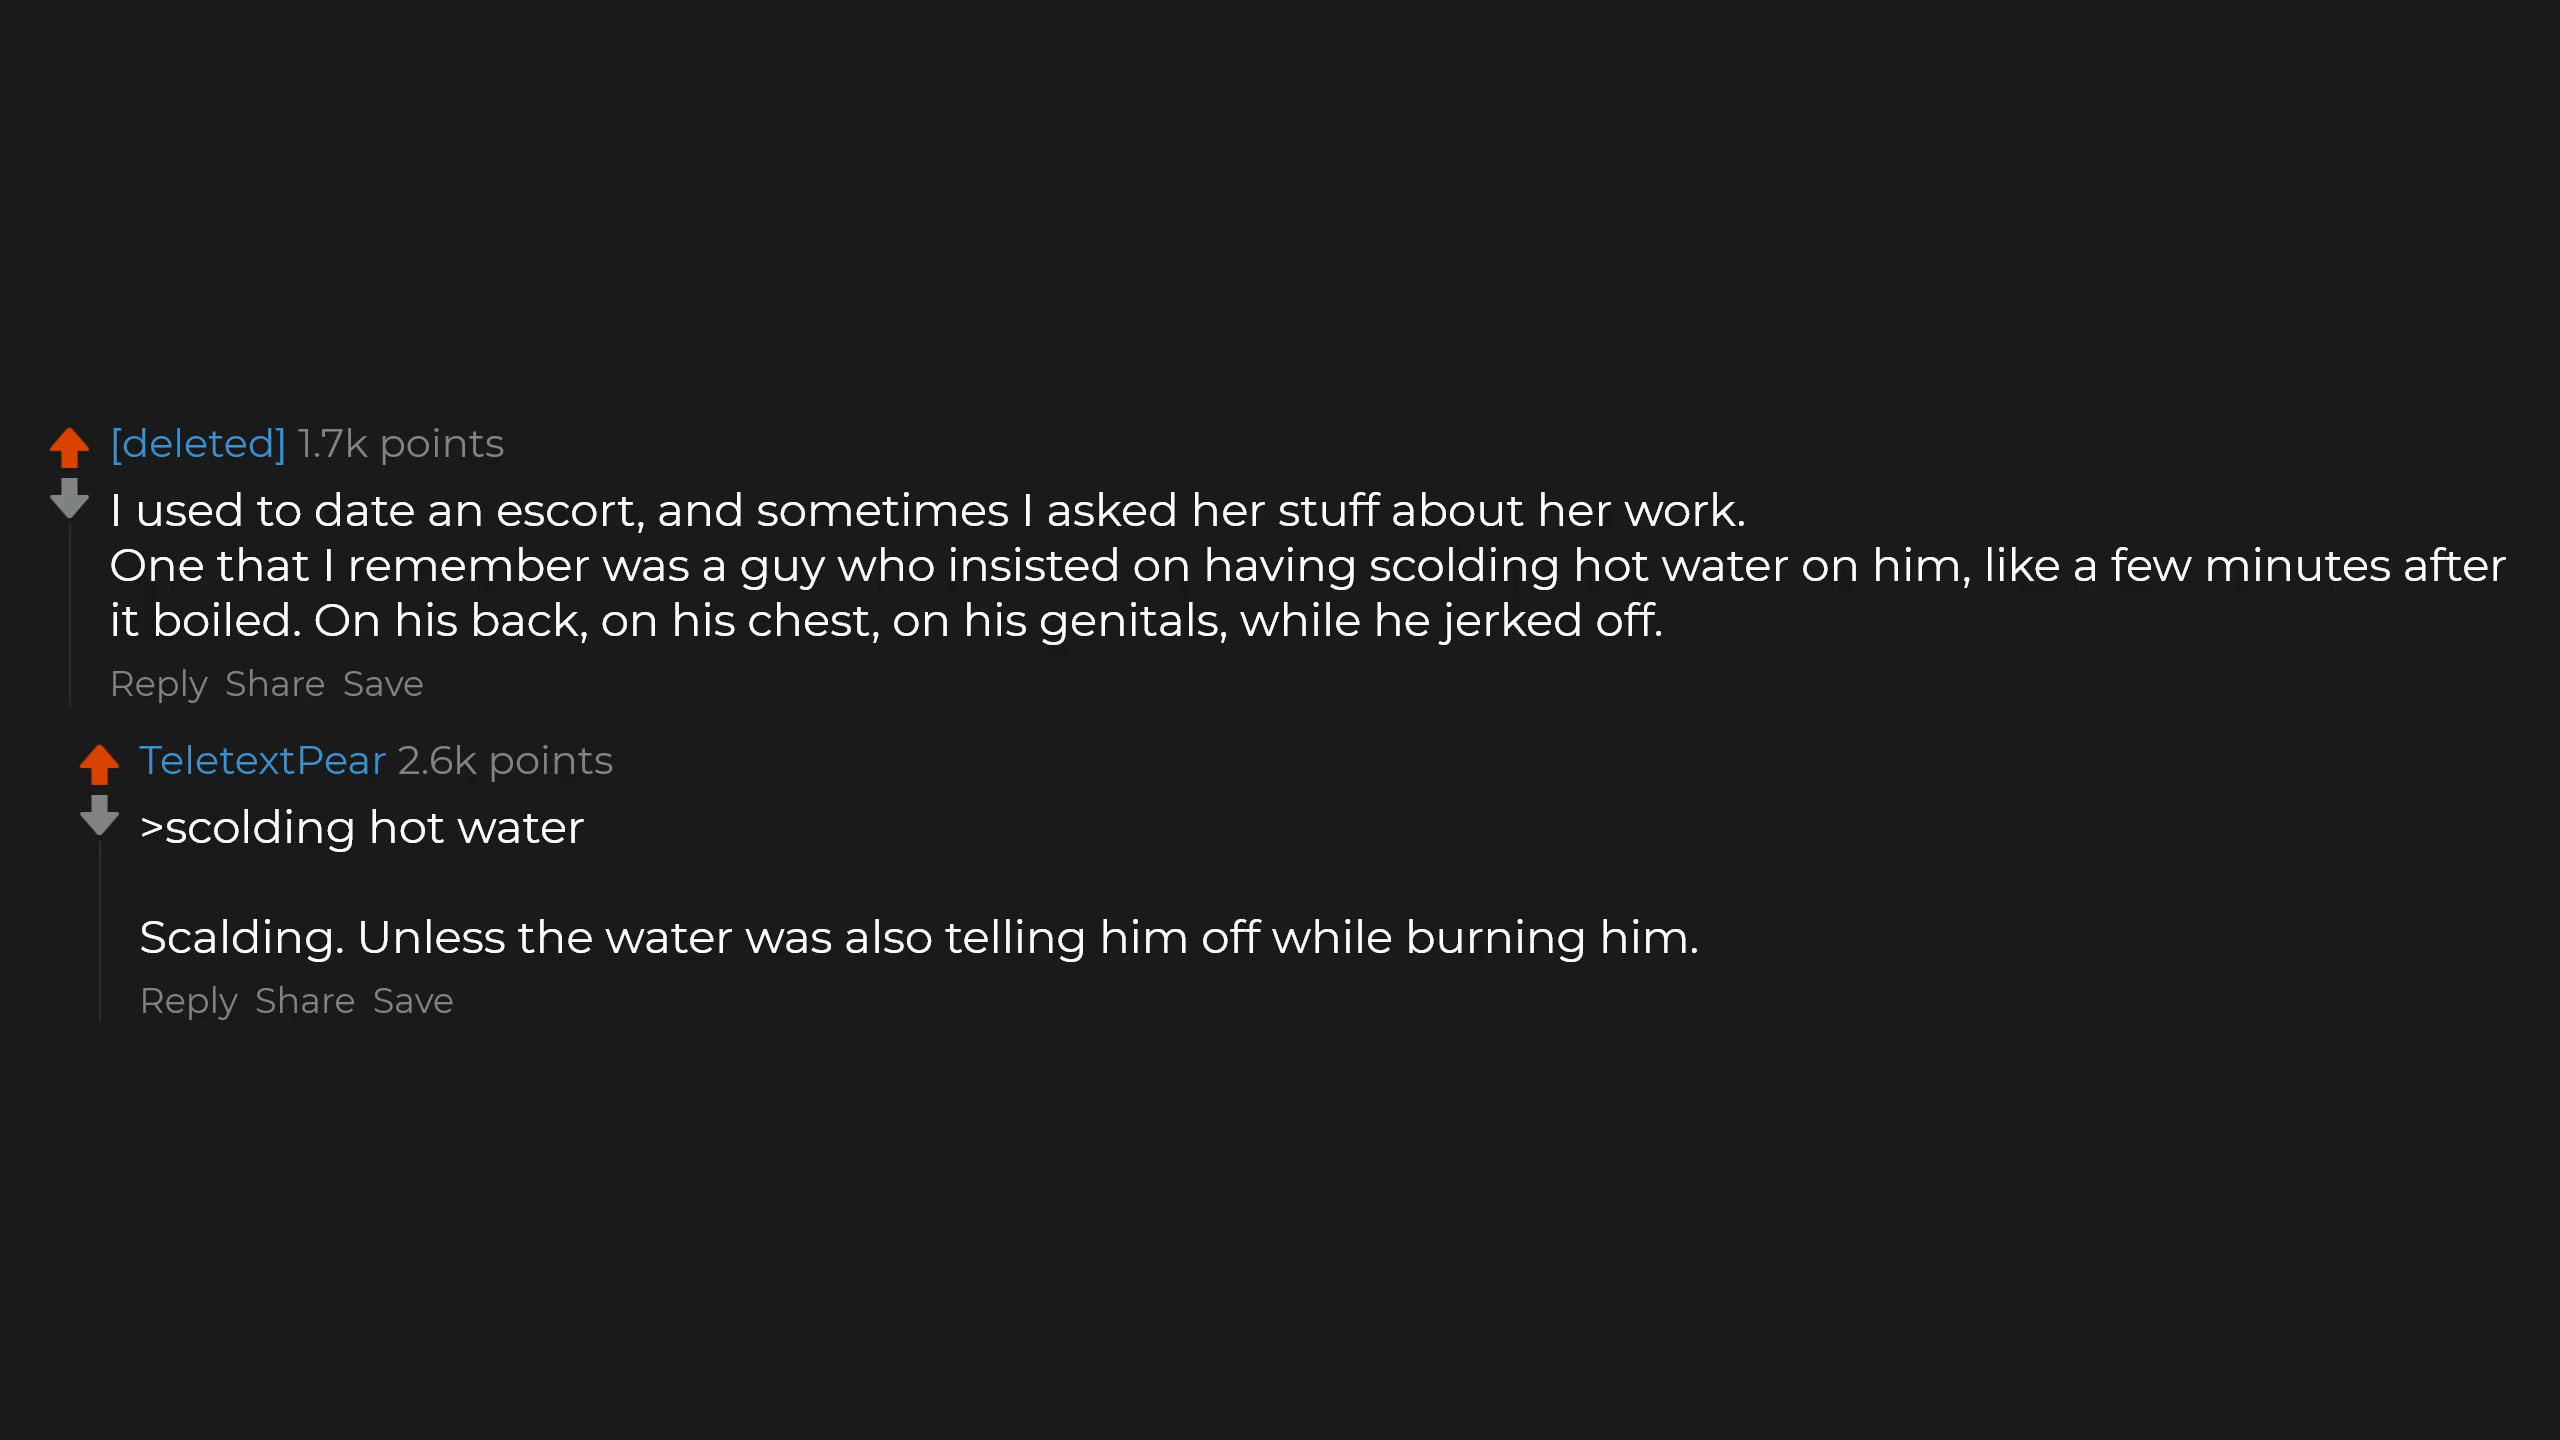 [deleted] 1.7k points
I used to date an escort, and sometimes I asked her stuff about her work.
One that I remember was a guy who insisted on having scolding hot water on him, like a few minutes after
it boiled. On his back, on his chest, on his genitals, while he jerked off.
Reply Share Save
TeletextPear 2.6k points
>scolding hot water
Scalding. Unless the water was also telling him off while burning him.
Reply Share Save